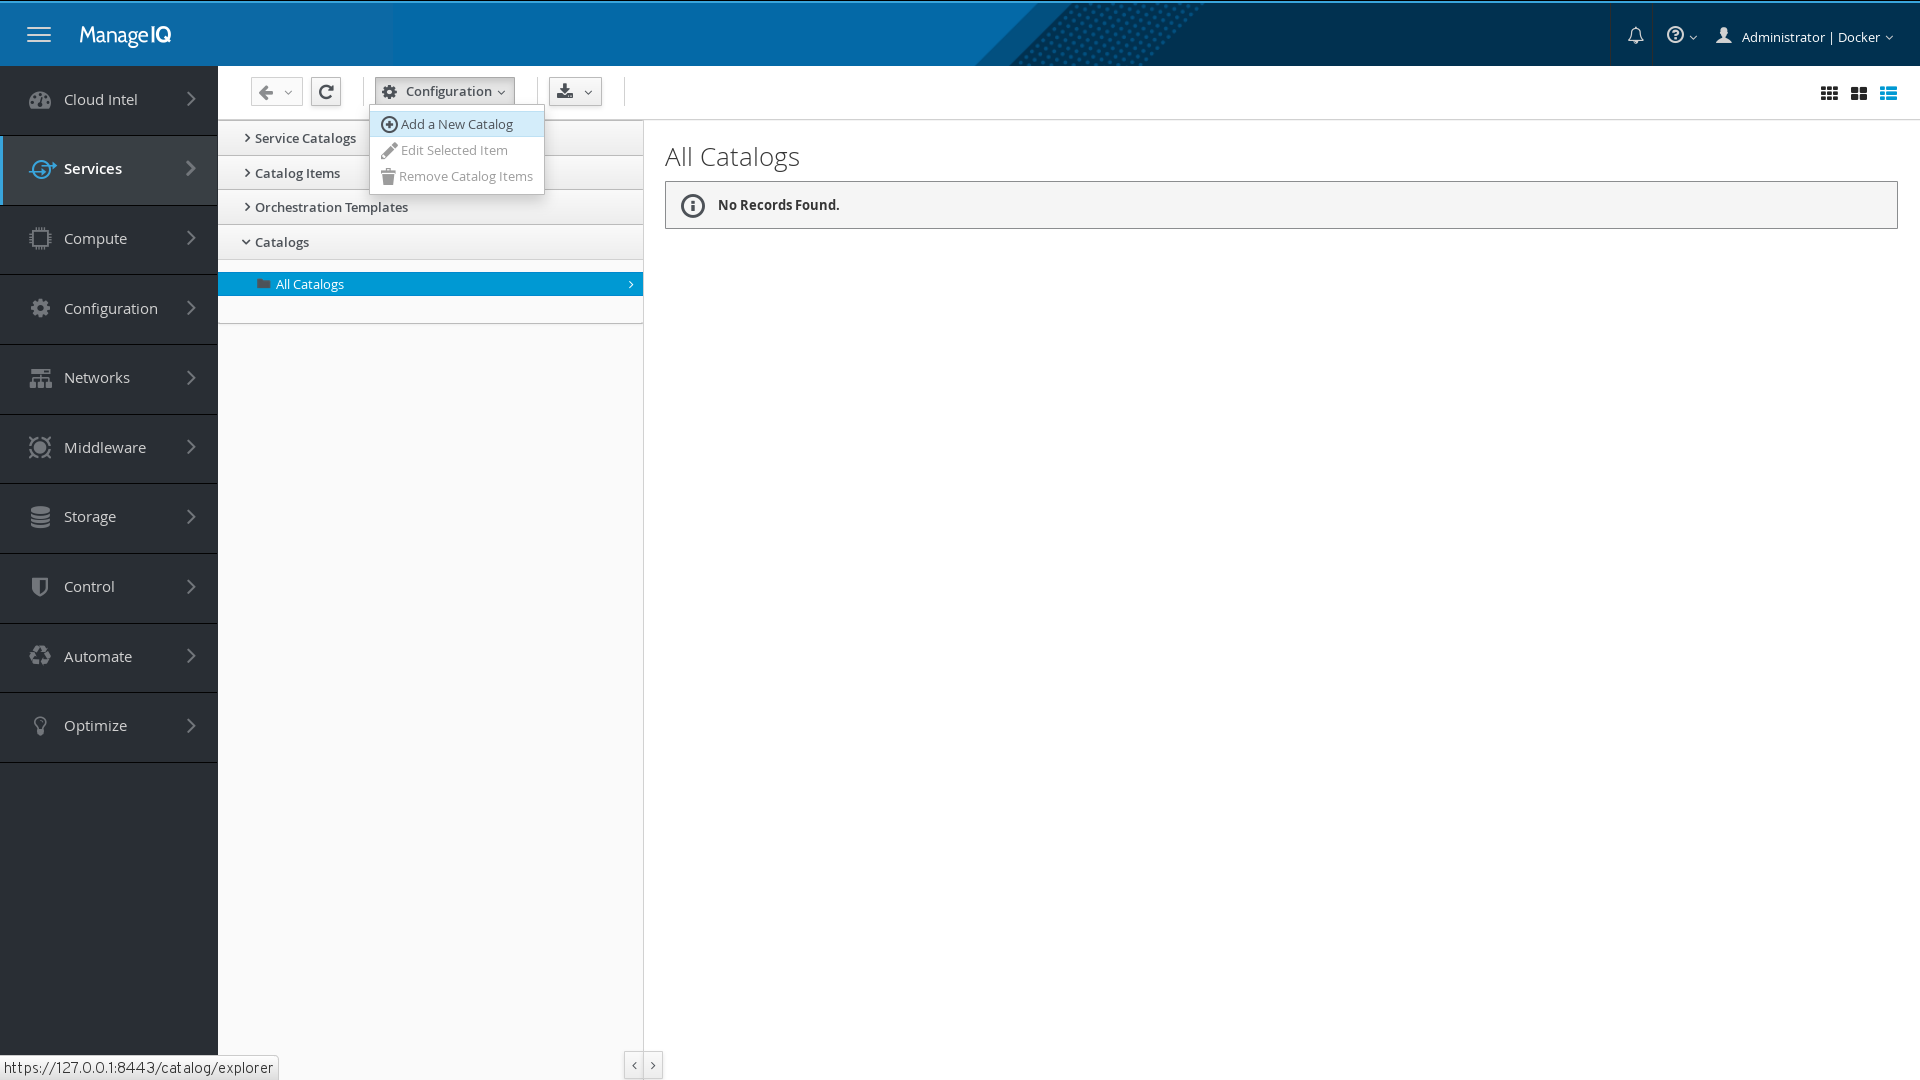 ManageIQ
Administrator | Docker
Configuration
Cloud Intel
Services
Compute
Configuration
Networks
Middleware
Storage
Control
Automate
Optimize
Add a New Catalog
Edit Selected Item
Remove Catalog Items
Service Catalogs
Catalog Items
Orchestration Templates
Catalogs
All Catalogs
All Catalogs
No Records Found.
https://127.0.0.1:8443/catalog/explorer